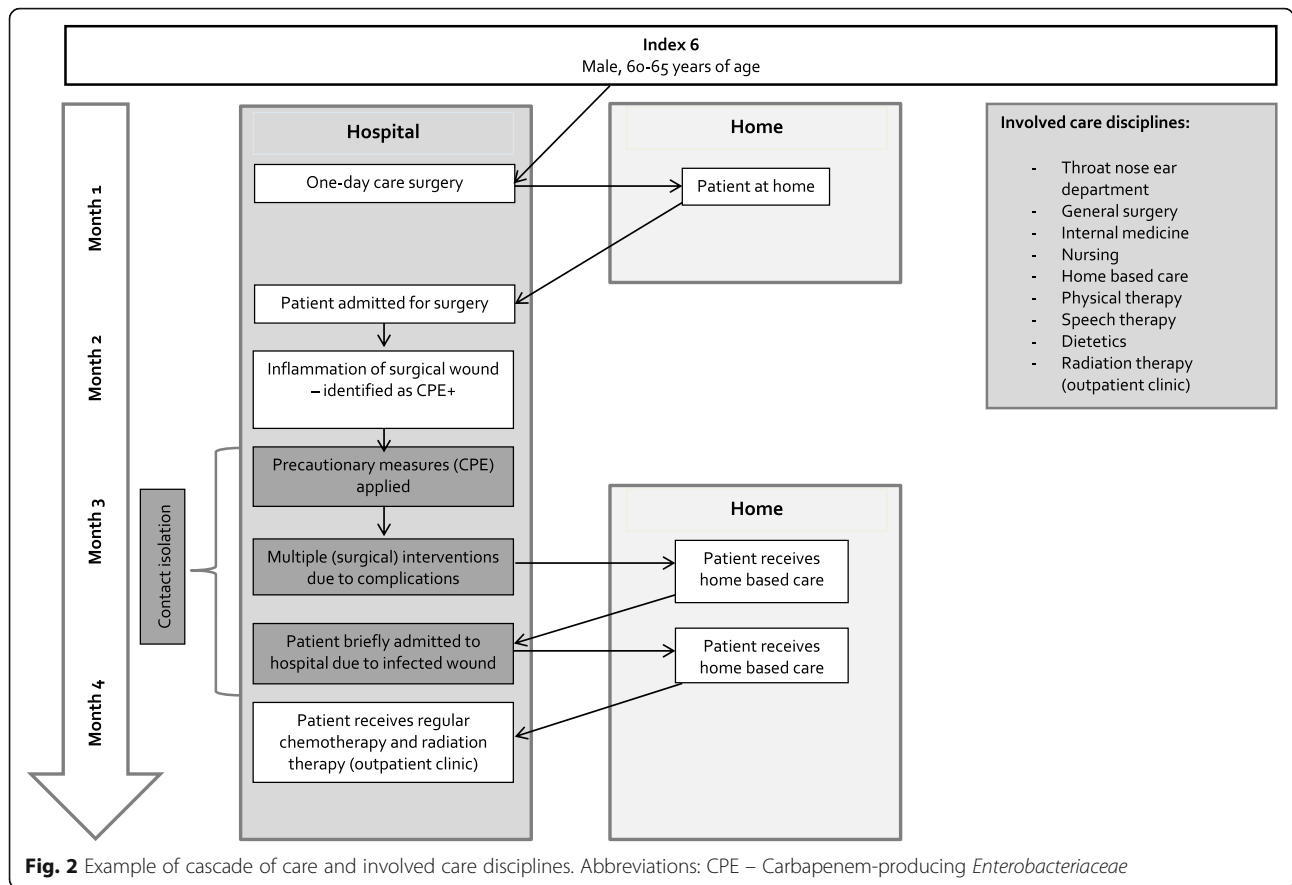 Index 6
Male, 60-65 years of age
Month 1
Month 2
Month 3
Month 4
Contact isolation
Hospital
One-day care surgery
Patient admitted for surgery
Inflammation of surgical wound
– identified as CPE+
Precautionary measures (CPE)
applied
Multiple (surgical) interventions
due to complications
Patient briefly admitted to
hospital due to infected wound
Patient receives regular
chemotherapy and radiation
therapy (outpatient clinic)
Home
Patient at home
Home
Patient receives
home based care
Patient receives
home based care
Involved care disciplines:
- Throat nose ear
department
- General surgery
- Internal medicine
- Nursing
- Home based care
- Physical therapy
- Speech therapy
- Dietetics
- Radiation therapy
(outpatient clinic)
Fig. 2 Example of cascade of care and involved care disciplines. Abbreviations: CPE – Carbapenem-producing Enterobacteriaceae